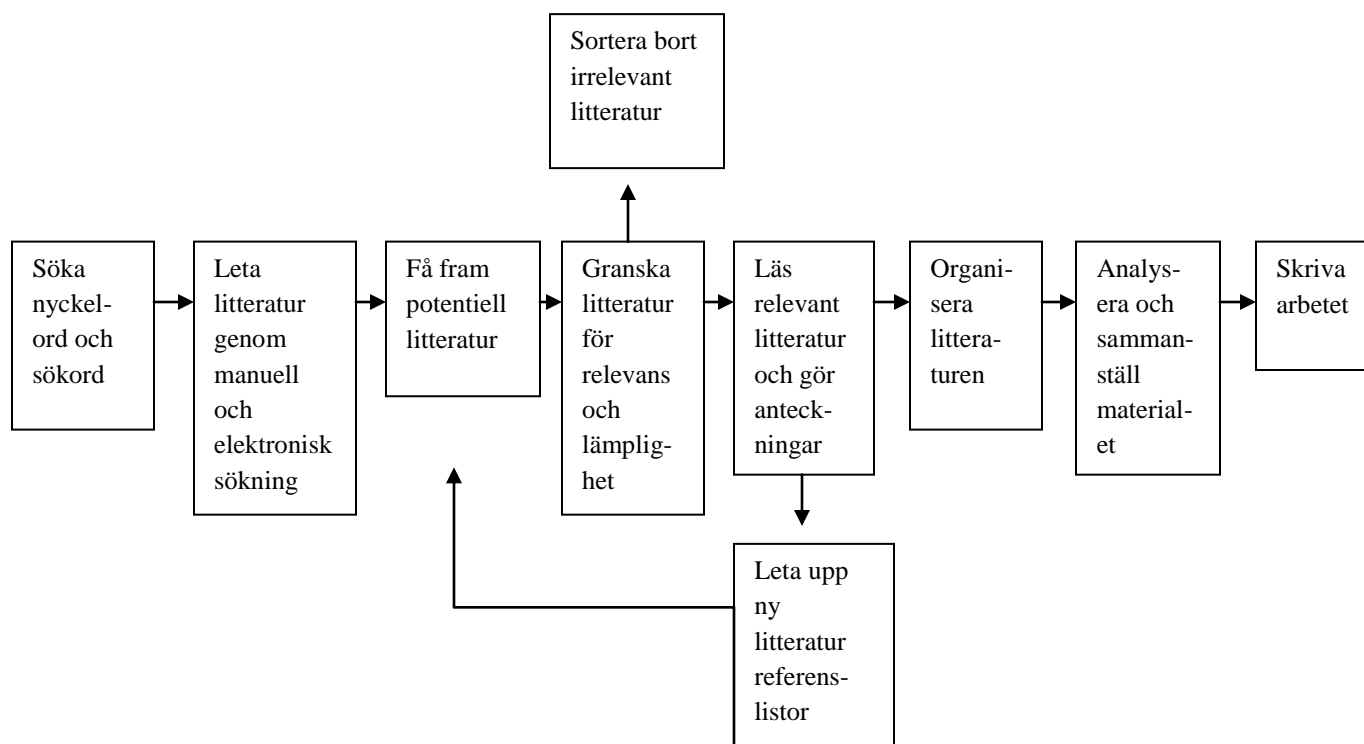 Sortera bort
irrelevant
litteratur
Söka
nyckel-
ord och
sökord
Leta
litteratur
genom
manuell
och
elektronisk
sökning
Få fram
potentiell
litteratur
Granska
litteratur
för
relevans
och
lämplig-
het
Läs
relevant
litteratur
och gör
anteck-
ningar
Organi-
sera
littera-
turen
Analys-
era och
samman-
ställ
material-
et
Skriva
arbetet
Leta upp
ny
litteratur
referens-
listor